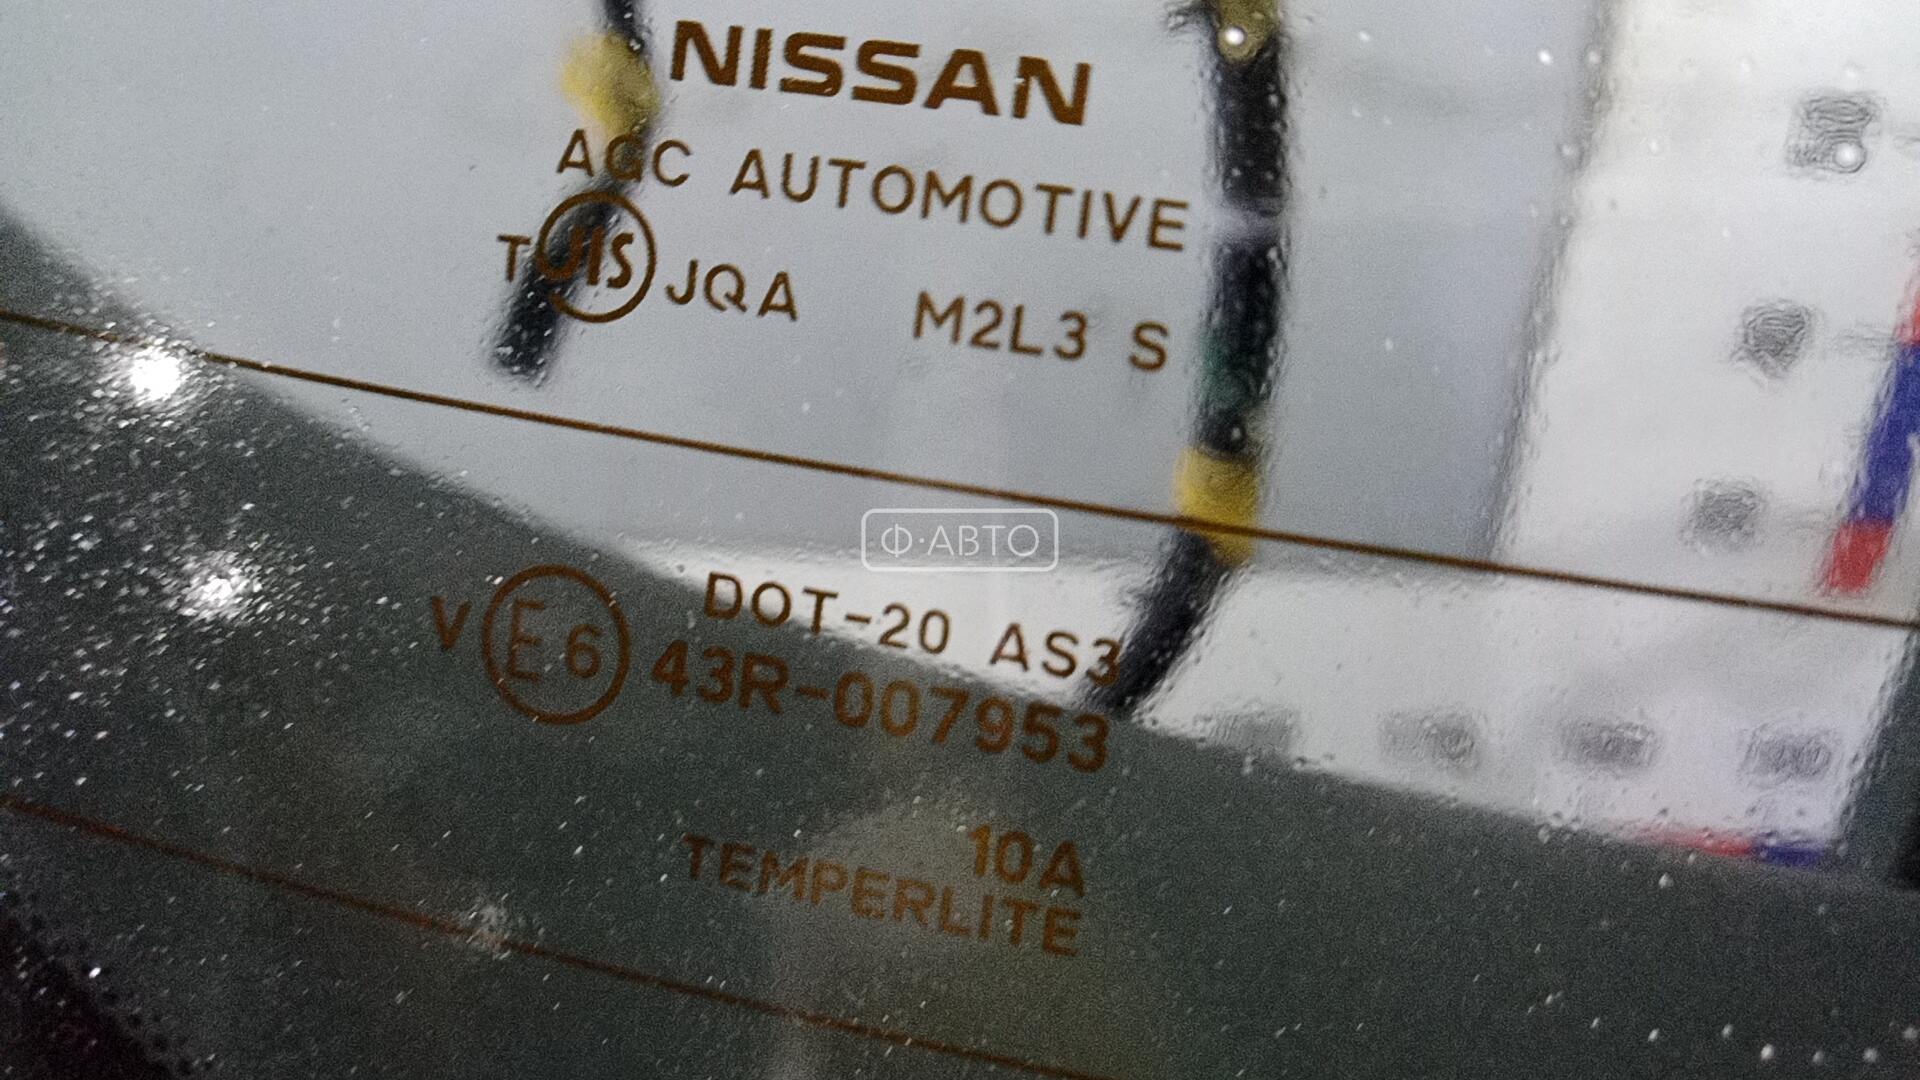 NISSAN
AGC AUTOMOTIVE
T JIS JQA M2L3 S
Ф·АВТО
DOT-20 AS3
V E6 43R-007953
10A
TEMPERLITE